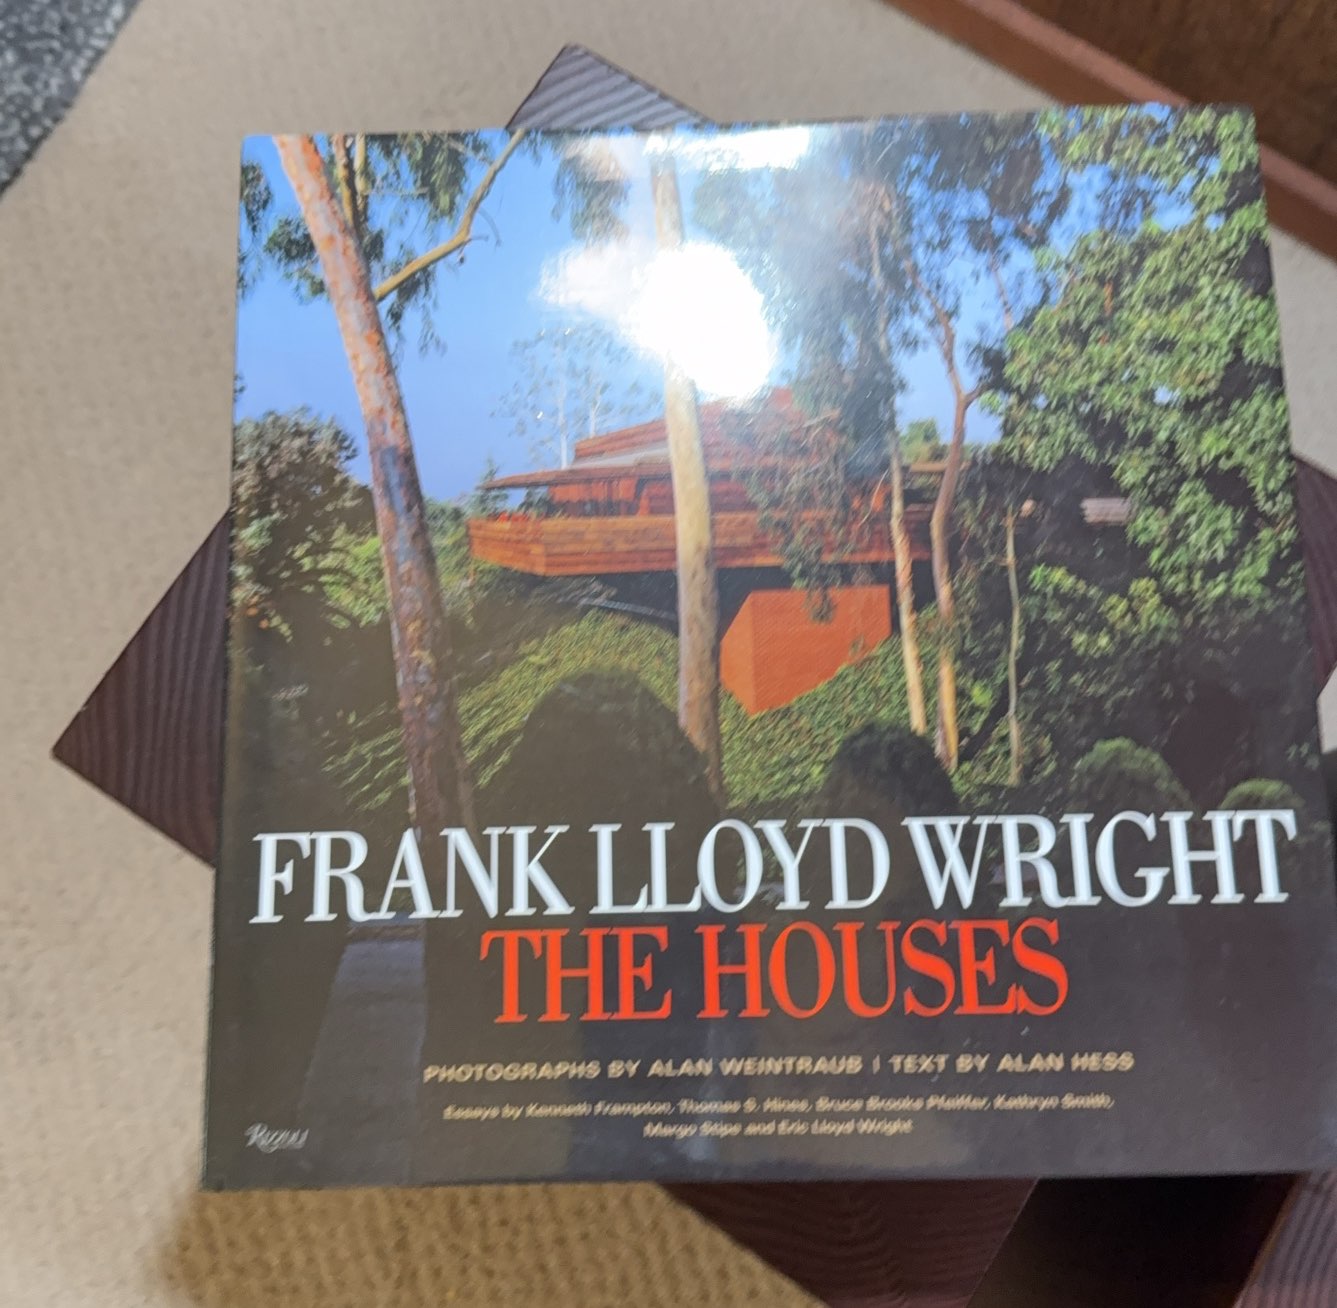 FRANK LLOYD WRIGHT
THE HOUSES
PHOTOGRAPHS BY ALAN WEINTRAUB | TEXT BY ALAN HESS
Essays by Kenneth Frampton, Thomas S. Hines, Bruce Brooks Pfeiffer, Kathryn Smith,
Margo Stipe and Eric Lloyd Wright
RIZZOLI